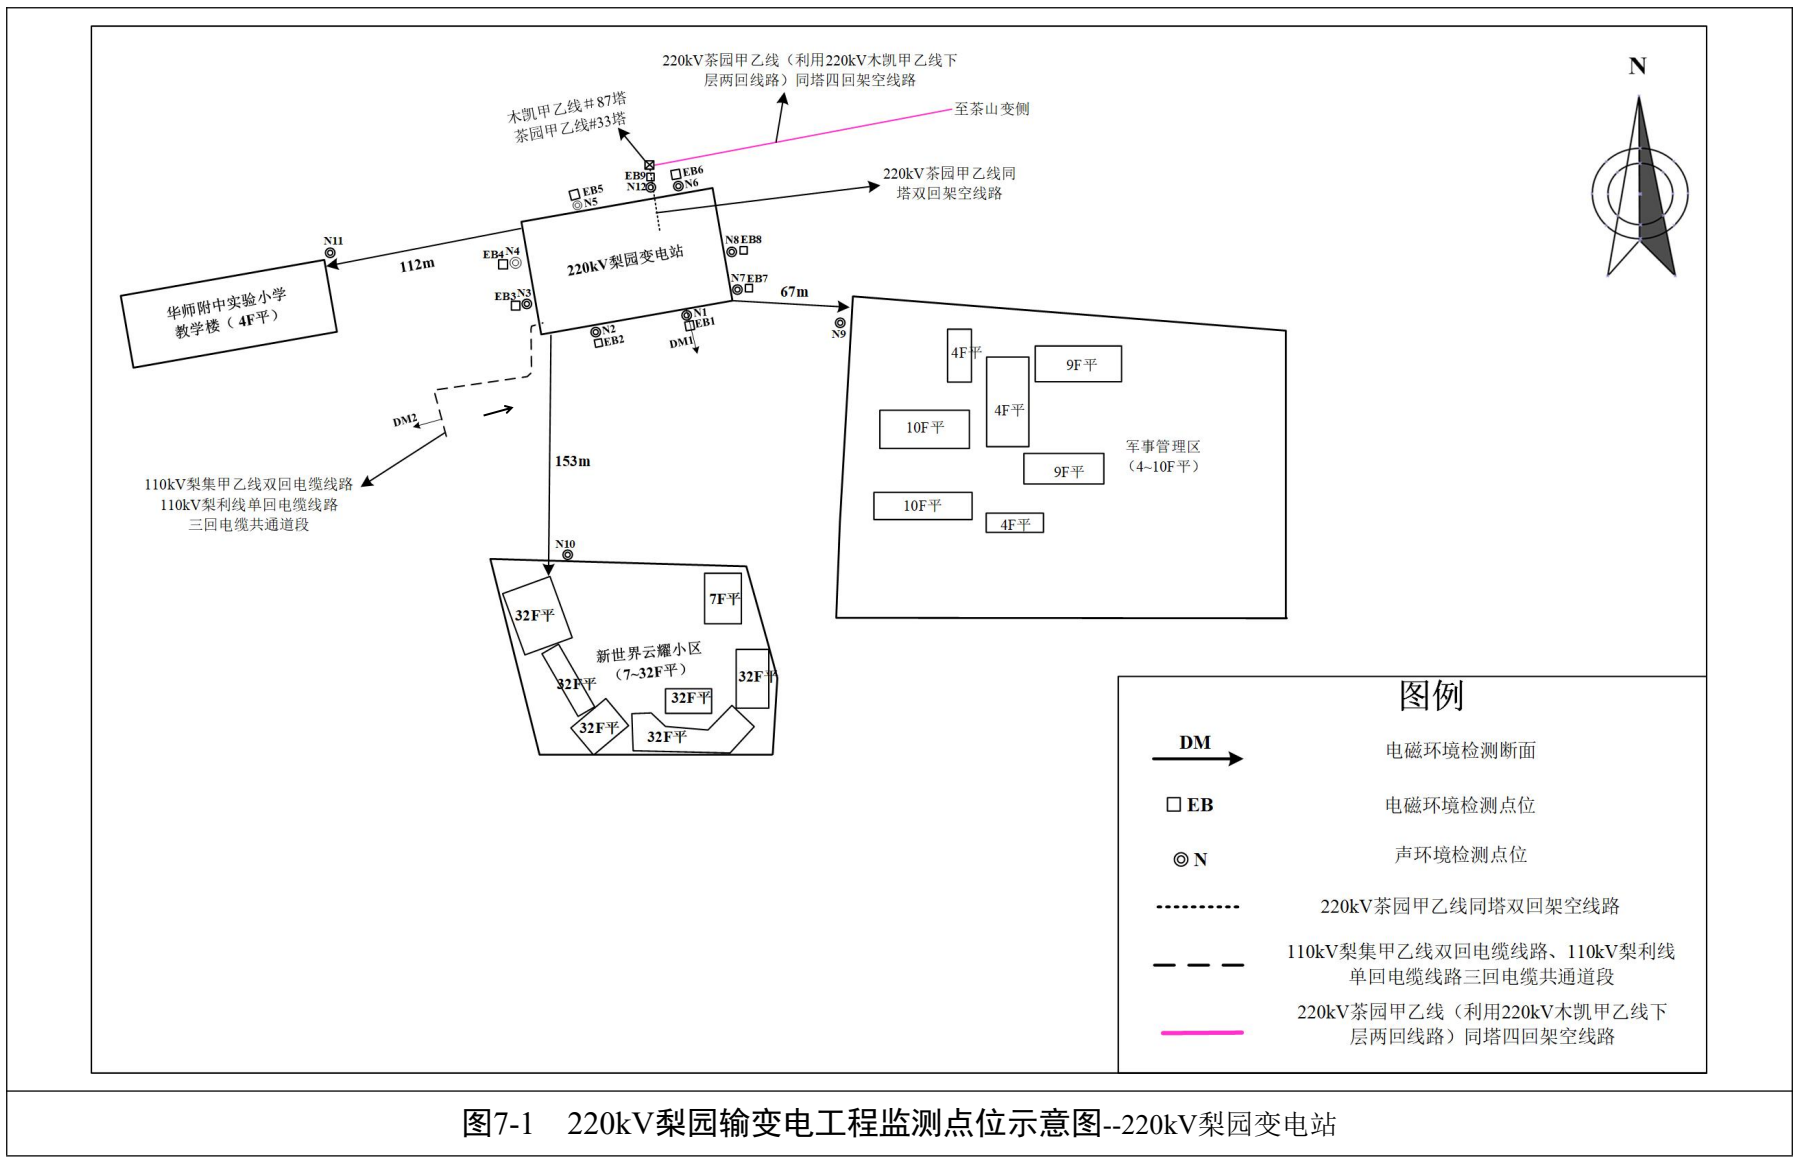 220kV茶园甲乙线（利用220kV木凯甲乙线下
层两回线路）同塔四回架空线路
N
木凯甲乙线＃87塔
茶园甲乙线#33塔
至茶山变侧
220kV茶园甲乙线同
塔双回架空线路
EB9
N12
EB6
N6
EB5
N5
N11
112m
EB4
N4
220kV梨园变电站
N8
EB8
N7
EB7
67m
华师附中实验小学
教学楼（ 4F平）
EB3
N3
N2
EB2
N1
EB1
DM1
N9
4F平
9F平
4F平
10F平
军事管理区
（4~10F平）
9F平
10F平
4F平
DM2
153m
110kV梨集甲乙线双回电缆线路
110kV梨利线单回电缆线路
三回电缆共通道段
N10
32F平
7F平
新世界云耀小区
（7~32F平）
32F平
32F平
32F平
32F平
32F平
图例
DM
电磁环境检测断面
EB
电磁环境检测点位
N
声环境检测点位
220kV茶园甲乙线同塔双回架空线路
110kV梨集甲乙线双回电缆线路、110kV梨利线
单回电缆线路三回电缆共通道段
220kV茶园甲乙线（利用220kV木凯甲乙线下
层两回线路）同塔四回架空线路
图7-1 220kV梨园输变电工程监测点位示意图--220kV梨园变电站